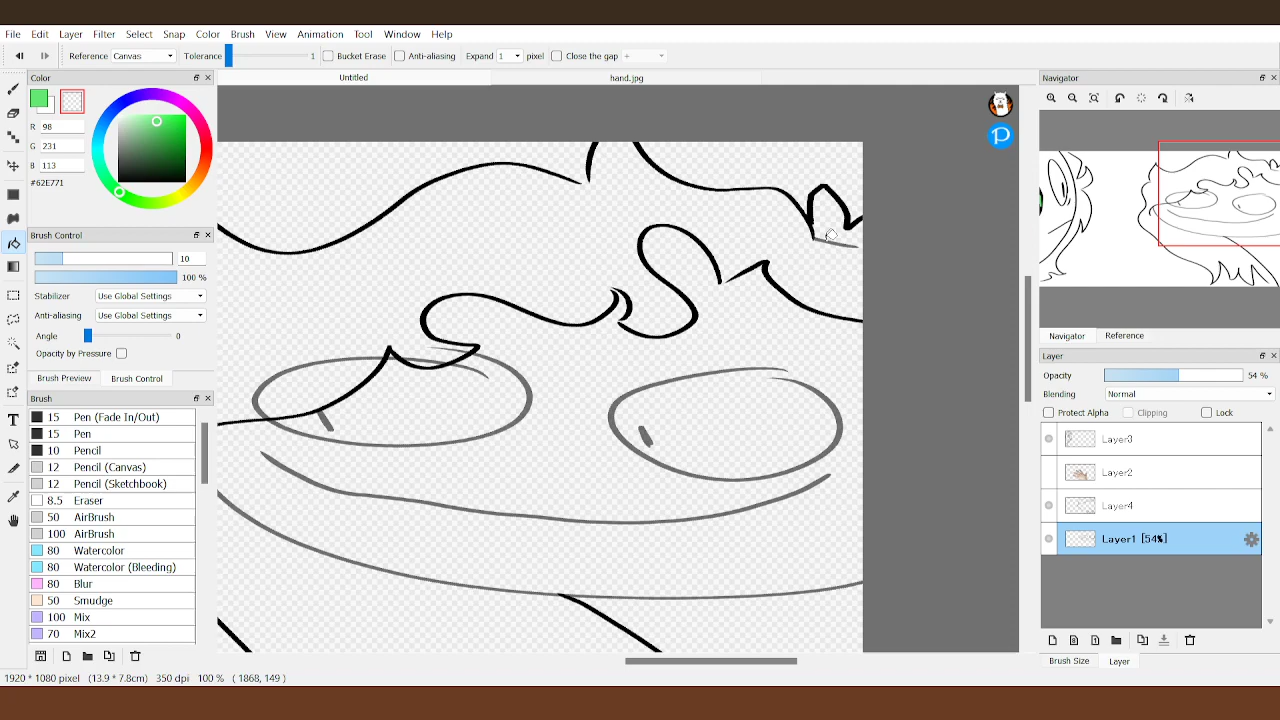 File Edit Layer Filter Select Snap Color Brush View Animation Tool Window Help
Reference Canvas Tolerance 1 Bucket Erase Anti-aliasing Expand 1 pixel Close the gap +
Color
Untitled
hand.jpg
Navigator
R 98
G 231
B 113
#62E771
Brush Control
10
100 %
Stabilizer Use Global Settings
Anti-aliasing Use Global Settings
Angle 0
Opacity by Pressure
Brush Preview Brush Control
Brush
15 Pen (Fade In/Out)
15 Pen
10 Pencil
12 Pencil (Canvas)
12 Pencil (Sketchbook)
8.5 Eraser
50 AirBrush
100 AirBrush
80 Watercolor
80 Watercolor (Bleeding)
80 Blur
50 Smudge
100 Mix
70 Mix2
Navigator Reference
Layer
Opacity 54 %
Blending Normal
Protect Alpha Clipping Lock
Layer3
Layer2
Layer4
Layer1 [54%]
Brush Size Layer
1920 * 1080 pixel (13.9 * 7.8cm) 350 dpi 100 % ( 1868, 149 )